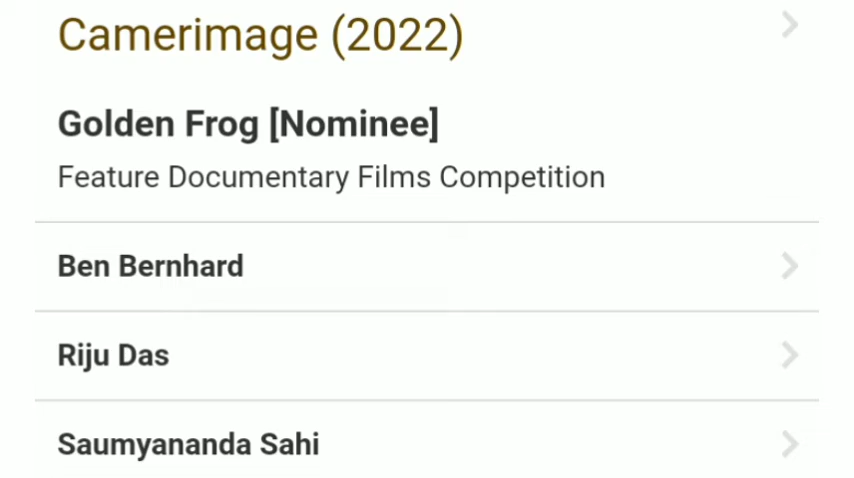 Camerimage (2022)
Golden Frog [Nominee]
Feature Documentary Films Competition
Ben Bernhard
Riju Das
Saumyananda Sahi